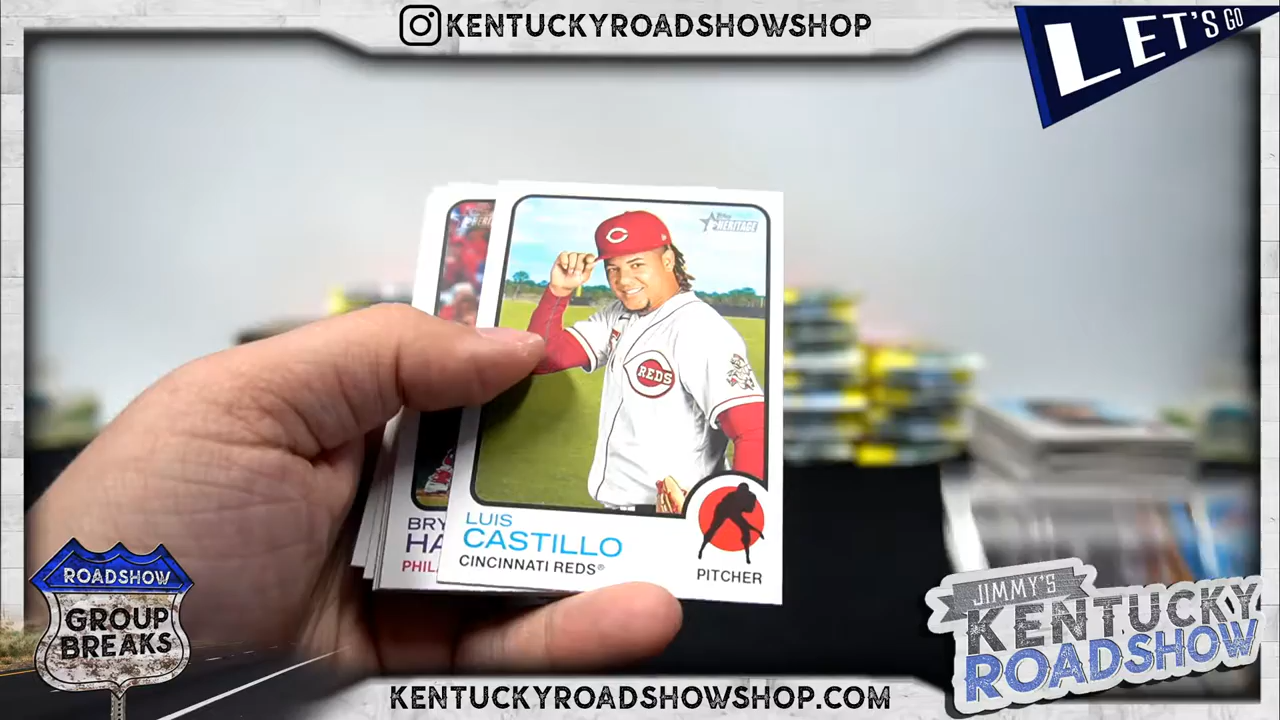 KENTUCKYROADSHOWSHOP
LET'S GO
Topps
HERITAGE
C
REDS
LUIS
CASTILLO
CINCINNATI REDS®
PITCHER
BRY
HA
PHIL
ROADSHOW
GROUP
BREAKS
JIMMY'S
KENTUCKY
ROADSHOW
KENTUCKYROADSHOWSHOP.COM